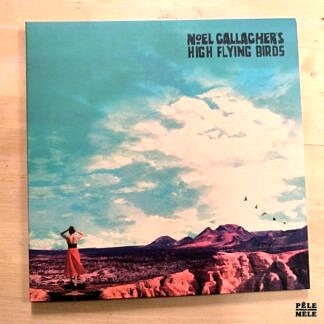 NOEL GALLAGHER'S
HIGH FLYING BIRDS
PÊLE
MÊLE